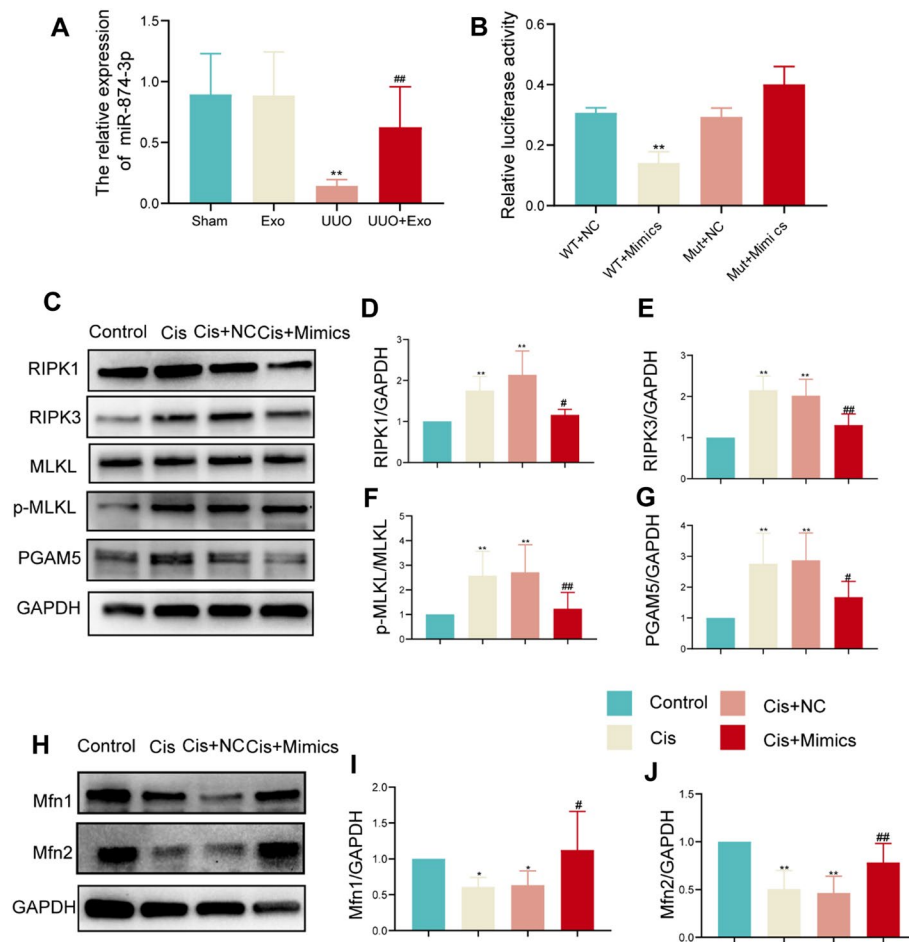 A
The relative expression
of miR-874-3p
1.5
1.0
0.5
0.0
**
##
Sham Exo UUO UUO+Exo
B
Relative luciferase activity
0.6
0.4
0.2
0.0
**
WT+NC
WT+Mimics
Mut+NC
Mut+Mimi cs
C
Control Cis Cis+NC Cis+Mimics
RIPK1
RIPK3
MLKL
p-MLKL
PGAM5
GAPDH
D
RIPK1/GAPDH
3
2
1
0
** ** #
E
RIPK3/GAPDH
3
2
1
0
** ** ##
F
p-MLKL/MLKL
5
4
3
2
1
0
** ** ##
G
PGAM5/GAPDH
4
3
2
1
0
** ** #
Control
Cis+NC
Cis
Cis+Mimics
H
Control Cis Cis+NC Cis+Mimics
Mfn1
Mfn2
GAPDH
I
Mfn1/GAPDH
2.0
1.5
1.0
0.5
0.0
* * #
J
Mfn2/GAPDH
1.5
1.0
0.5
0.0
** ** ##